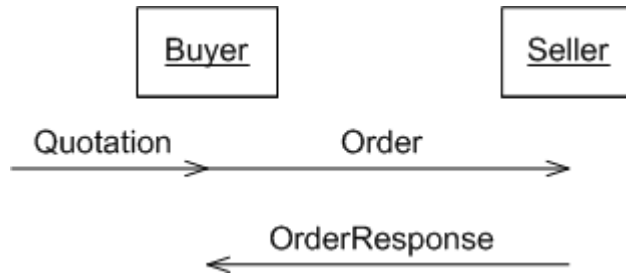 Buyer
Seller
Quotation
Order
OrderResponse